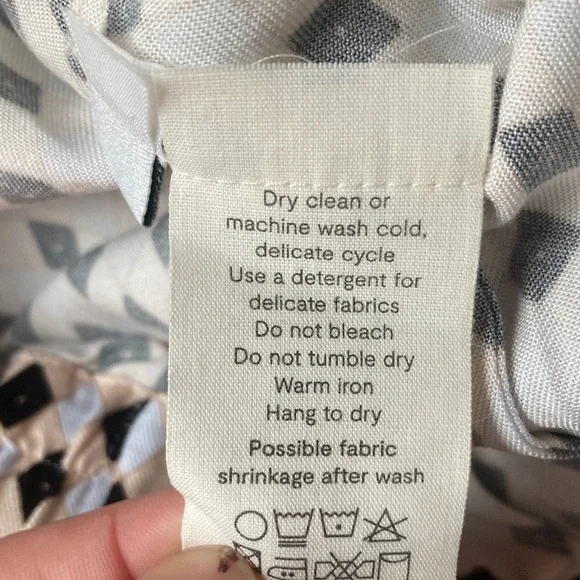 Dry clean or
machine wash cold,
delicate cycle
Use a detergent for
delicate fabrics
Do not bleach
Do not tumble dry
Warm iron
Hang to dry
Possible fabric
shrinkage after wash